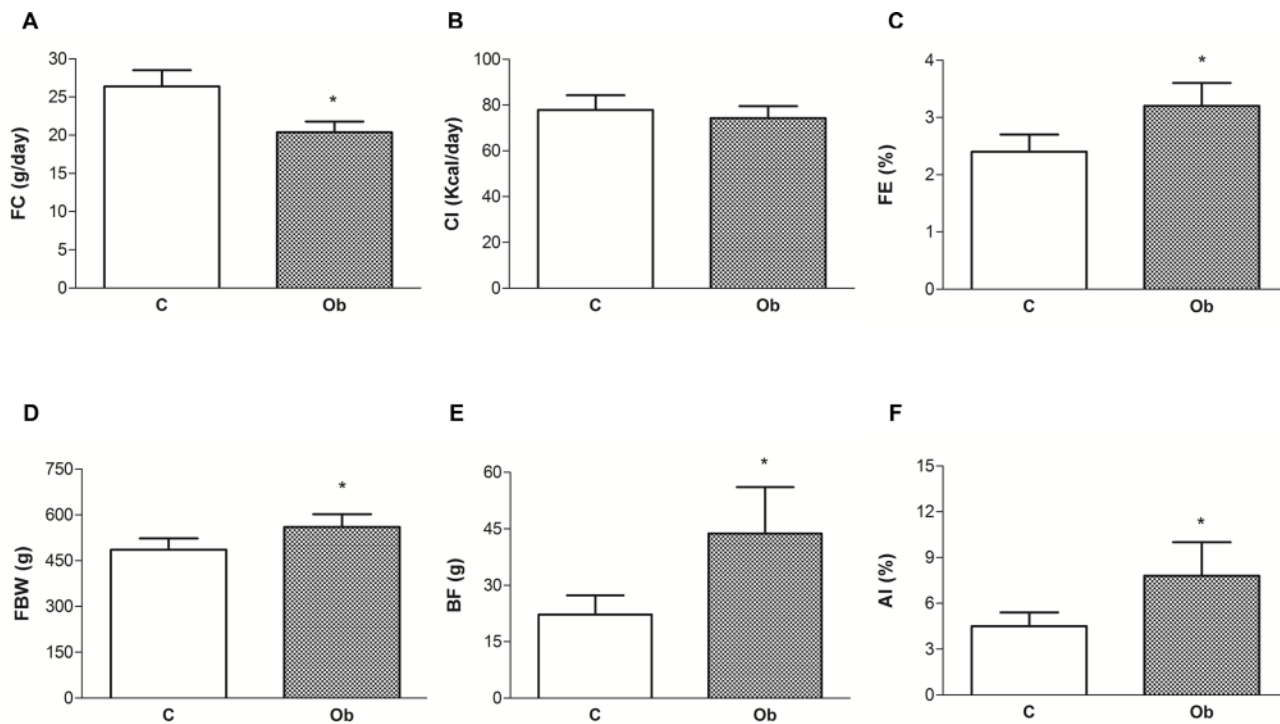 A
FC (g/day)
30
25
20
15
10
5
0
*
C
Ob
B
CI (Kcal/day)
100
80
60
40
20
0
C
Ob
C
FE (%)
4
3
2
1
0
*
C
Ob
D
FBW (g)
750
600
450
300
150
0
*
C
Ob
E
BF (g)
60
45
30
15
0
*
C
Ob
F
AI (%)
15
12
9
6
3
0
*
C
Ob